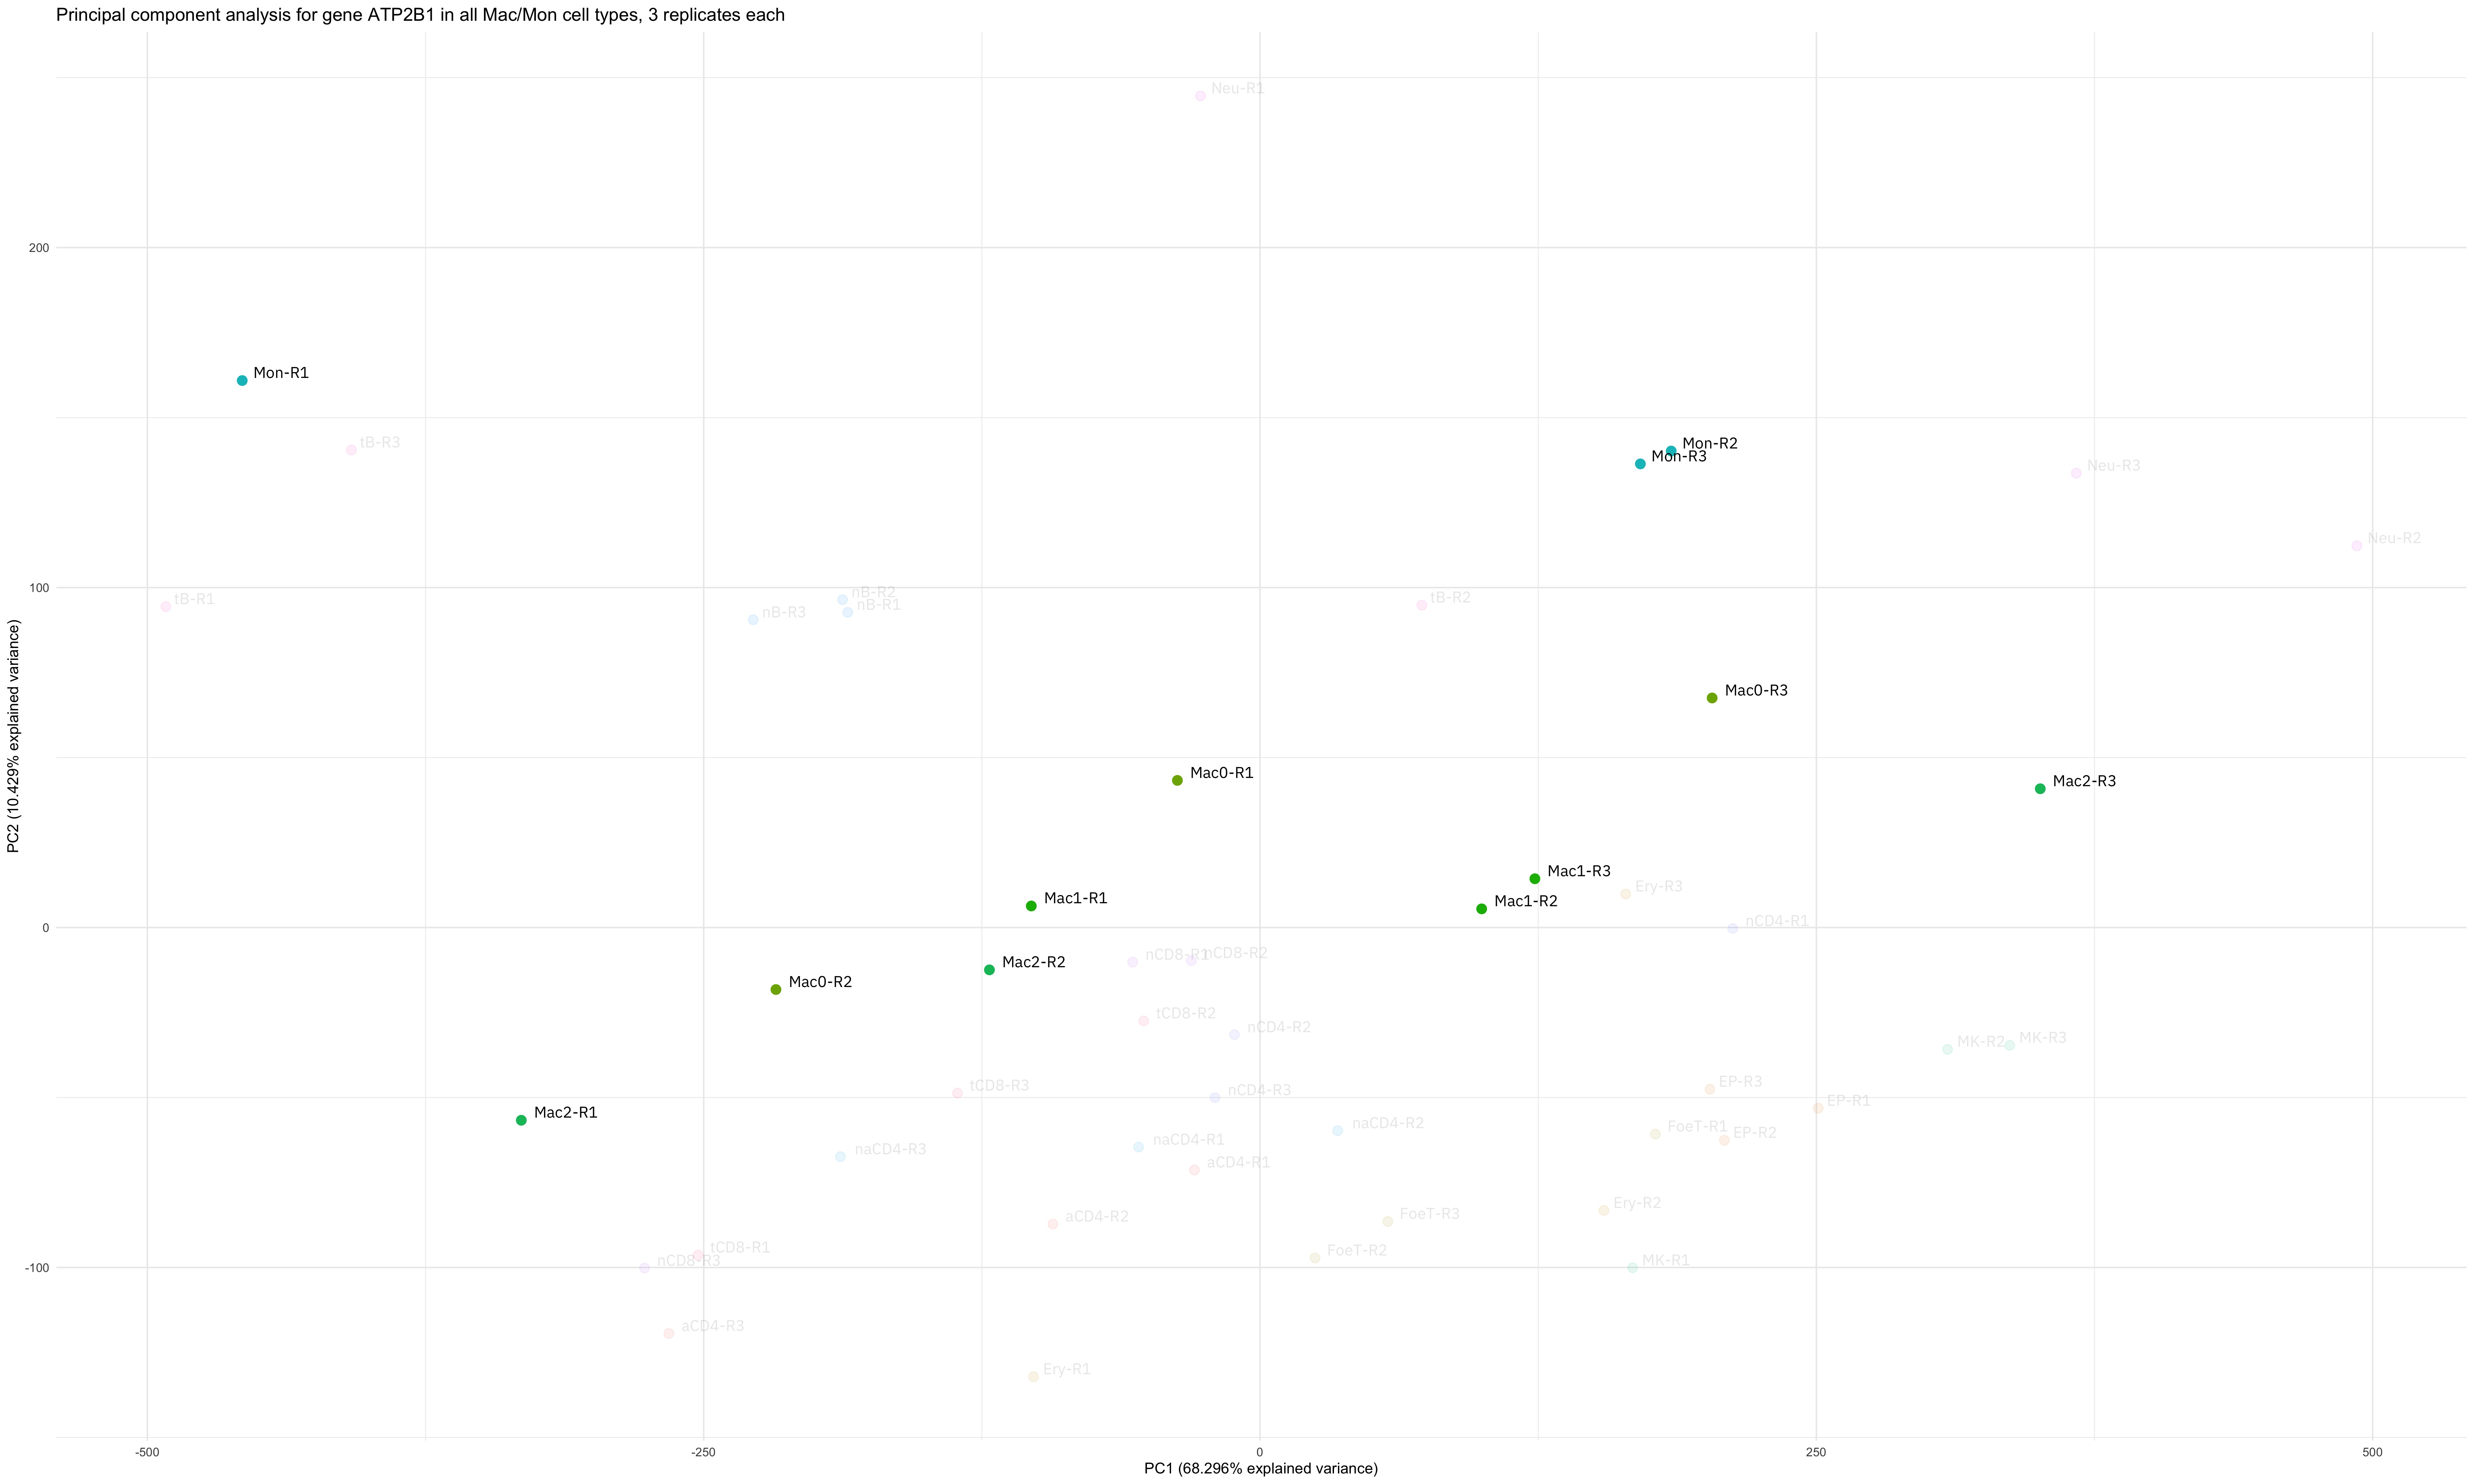 Principal component analysis for gene ATP2B1 in all Mac/Mon cell types, 3 replicates each
Neu-R1
200
Mon-R1
tB-R3
Mon-R2
Mon-R3
Neu-R3
Neu-R2
100
tB-R1
nB-R2
nB-R1
nB-R3
tB-R2
Mac0-R3
Mac0-R1
Mac2-R3
PC2 (10.429% explained variance)
Mac1-R3
Ery-R3
Mac1-R1
Mac1-R2
nCD4-R1
0
nCD8-R1
nCD8-R2
Mac2-R2
Mac0-R2
tCD8-R2
nCD4-R2
MK-R2
MK-R3
tCD8-R3
nCD4-R3
EP-R3
EP-R1
Mac2-R1
naCD4-R2
FoeT-R1
EP-R2
naCD4-R3
naCD4-R1
aCD4-R1
Ery-R2
aCD4-R2
FoeT-R3
tCD8-R1
FoeT-R2
-100
nCD8-R3
MK-R1
aCD4-R3
Ery-R1
-500
-250
0
250
500
PC1 (68.296% explained variance)